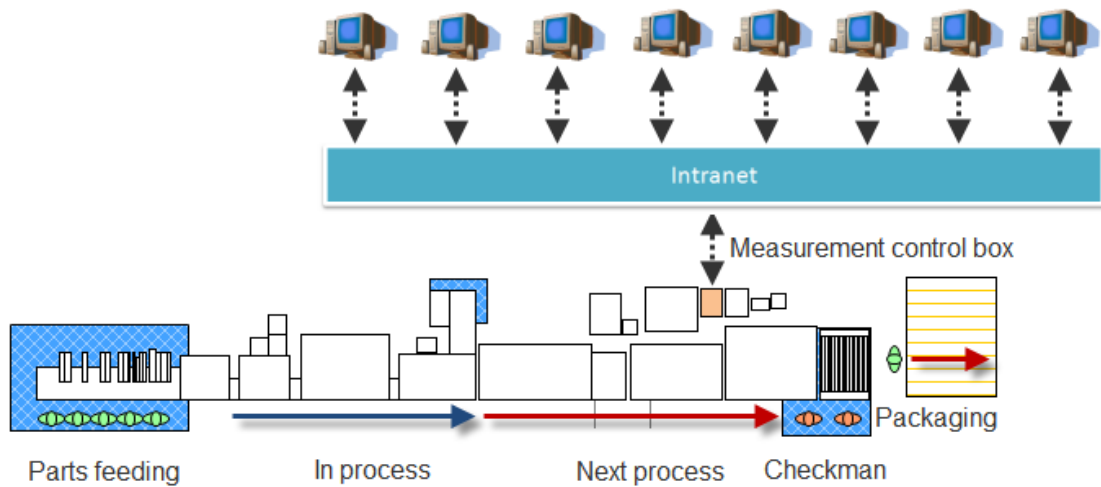 Intranet
Measurement control box
Packaging
Parts feeding
In process
Next process
Checkman